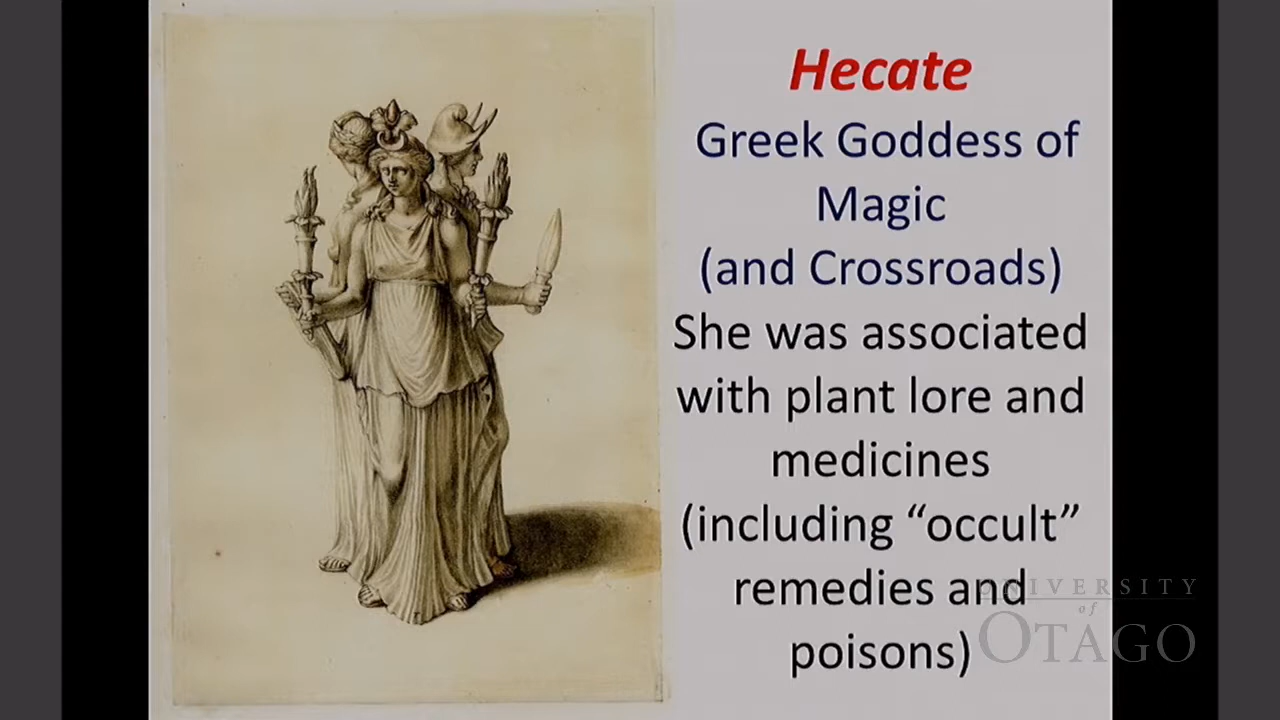 Hecate
Greek Goddess of
Magic
(and Crossroads)
She was associated
with plant lore and
medicines
(including “occult”
remedies and
poisons)
UNIVERSITY
of
OTAGO